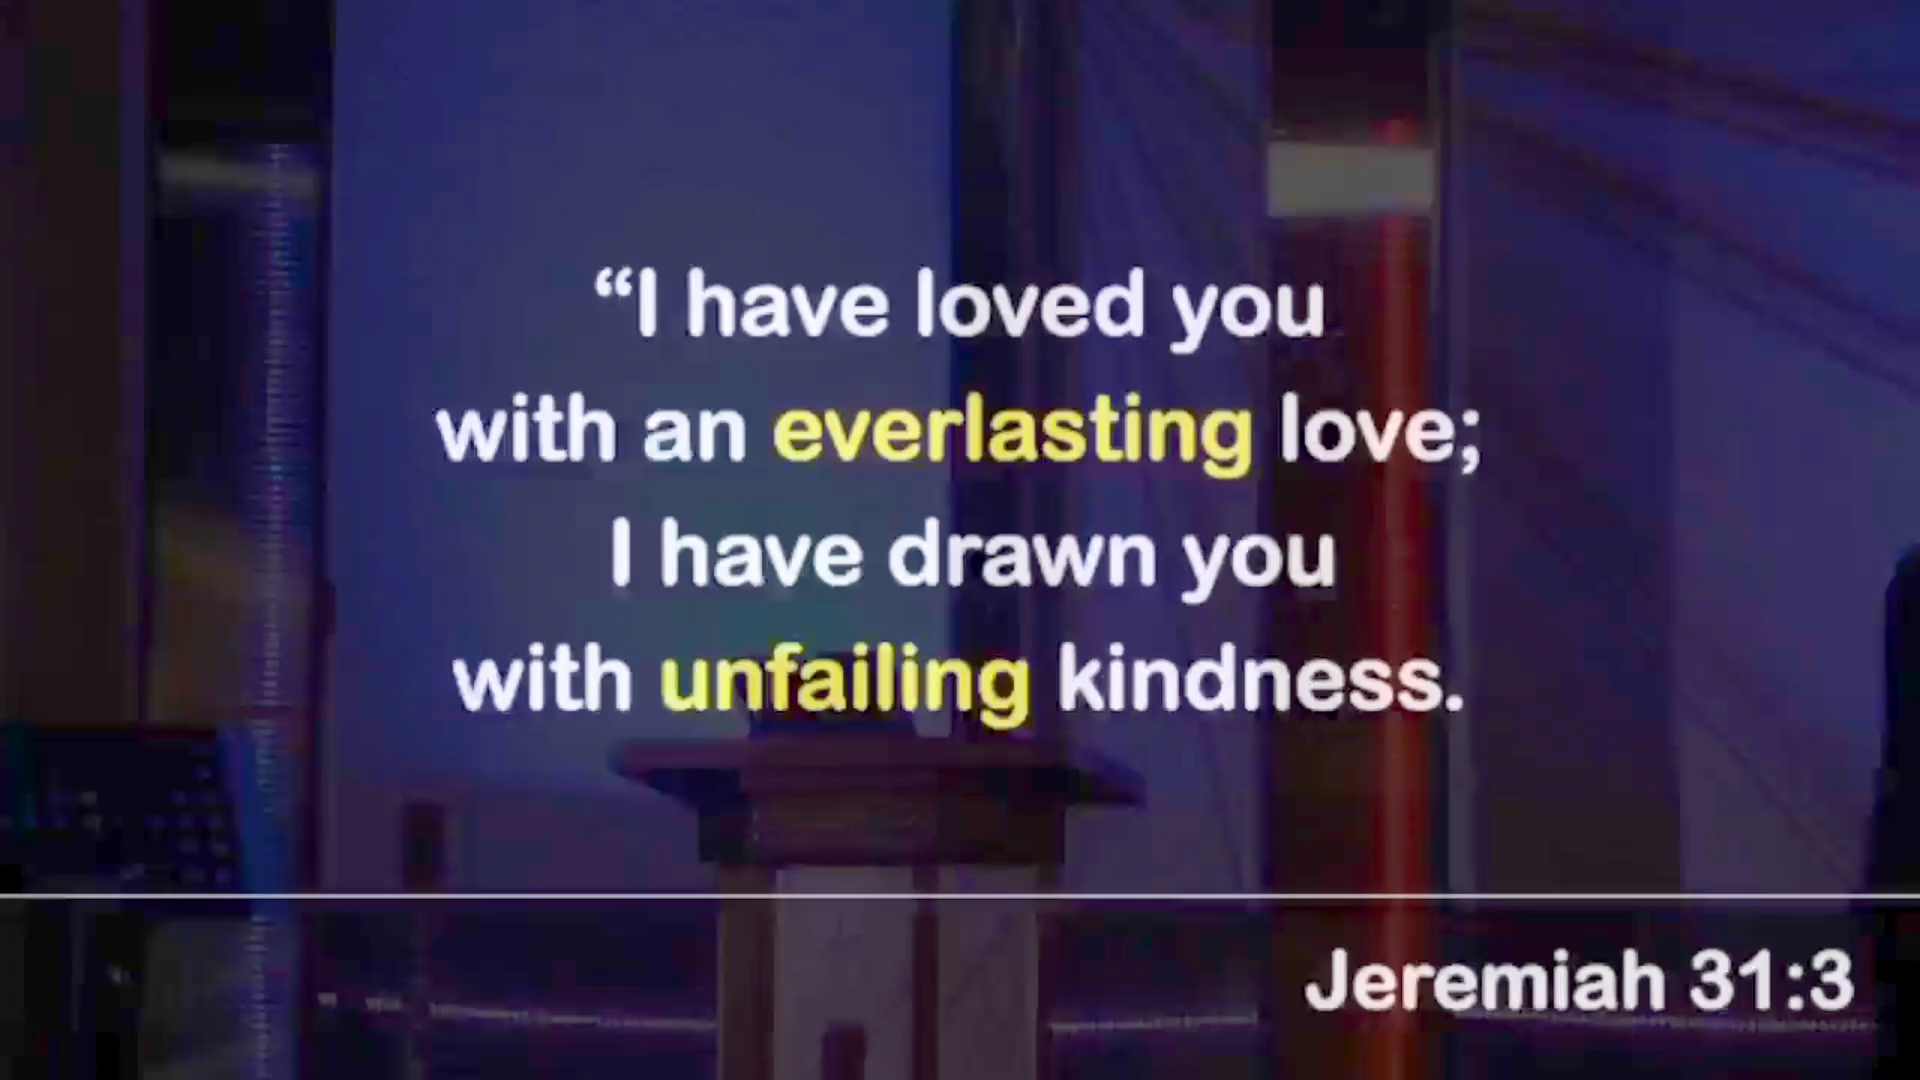 “I have loved you
with an everlasting love;
I have drawn you
with unfailing kindness.
Jeremiah 31:3